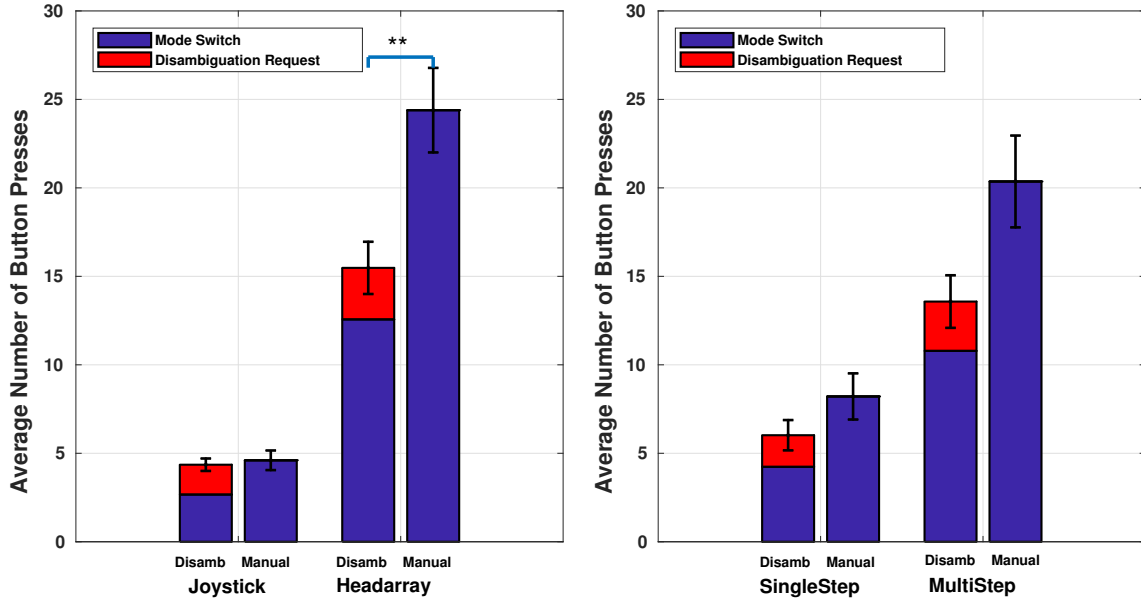 Average Number of Button Presses
30
25
20
15
10
5
0
Mode Switch
Disambiguation Request
**
Disamb Manual Disamb Manual
Joystick Headarray
Average Number of Button Presses
30
25
20
15
10
5
0
Mode Switch
Disambiguation Request
Disamb Manual Disamb Manual
SingleStep MultiStep